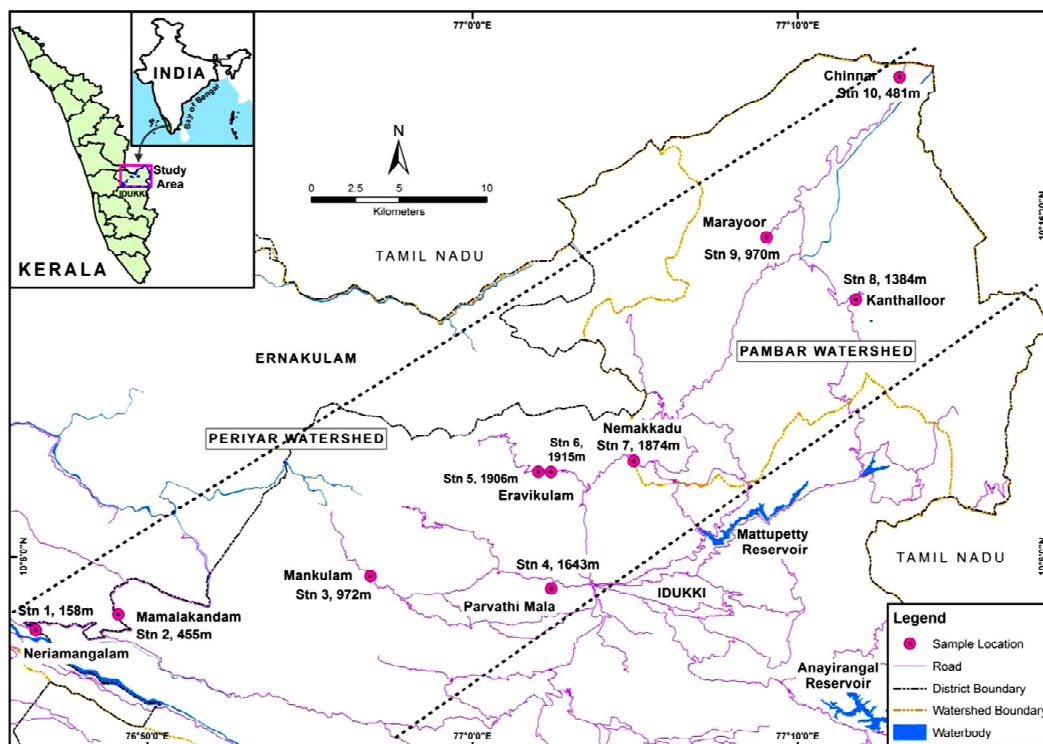 77°0'0"E
77°10'0"E
INDIA
Bay of Bengal
Study
Area
IDUKKI
KERALA
N
0 2.5 5 10
Kilometers
TAMIL NADU
Chinnar
Stn 10, 481m
Marayoor
Stn 9, 970m
Stn 8, 1384m
Kanthalloor
ERNAKULAM
PAMBAR WATERSHED
PERIYAR WATERSHED
Nemakkadu
Stn 7, 1874m
Stn 6,
1915m
Stn 5, 1906m
Eravikulam
Mattupetty
Reservoir
TAMIL NADU
10°5'0"N
Mankulam
Stn 3, 972m
Stn 4, 1643m
Parvathi Mala
IDUKKI
Stn 1, 158m
Mamalakandam
Stn 2, 455m
Neriamangalam
Anayirangal
Reservoir
Legend
Sample Location
Road
District Boundary
Watershed Boundary
Waterbody
76°50'0"E
77°0'0"E
77°10'0"E